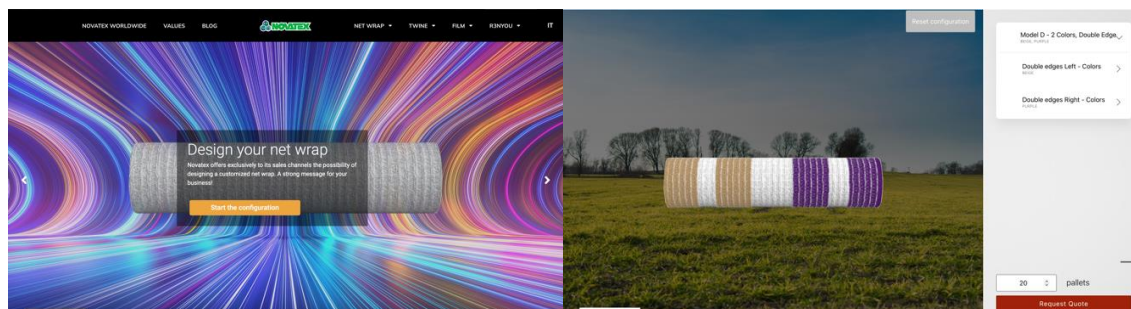 NOVATEX WORLDWIDE
VALUES
BLOG
NOVATEX
NET WRAP
TWINE
FILM
R3NYOU
IT
Design your net wrap
Novatex offers exclusively to its sales channels the possibility of
designing a customized net wrap. A strong message for your
business!
Start the configuration
Reset configuration
Model D - 2 Colors, Double Edge
BEIGE, PURPLE
Double edges Left - Colors
BEIGE
Double edges Right - Colors
PURPLE
20
pallets
Request Quote